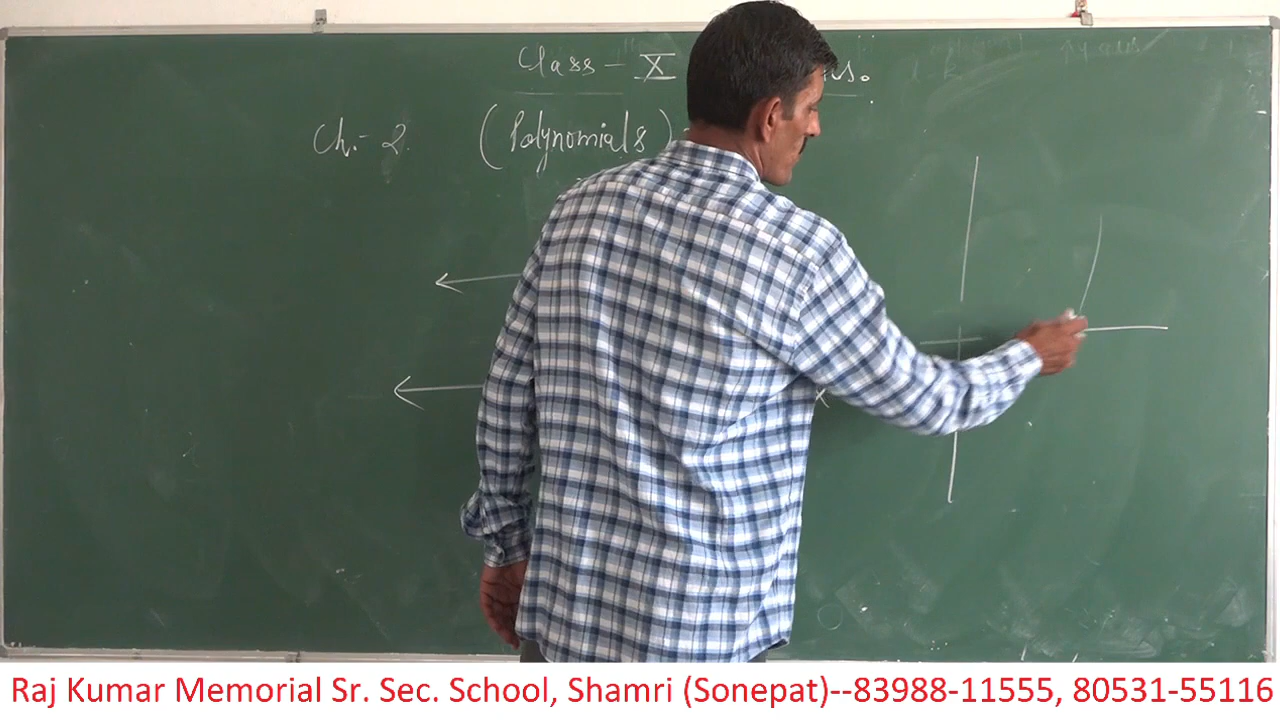 Class - X
Ch. - 2. (Polynomials)
X
Raj Kumar Memorial Sr. Sec. School, Shamri (Sonepat)--83988-11555, 80531-55116